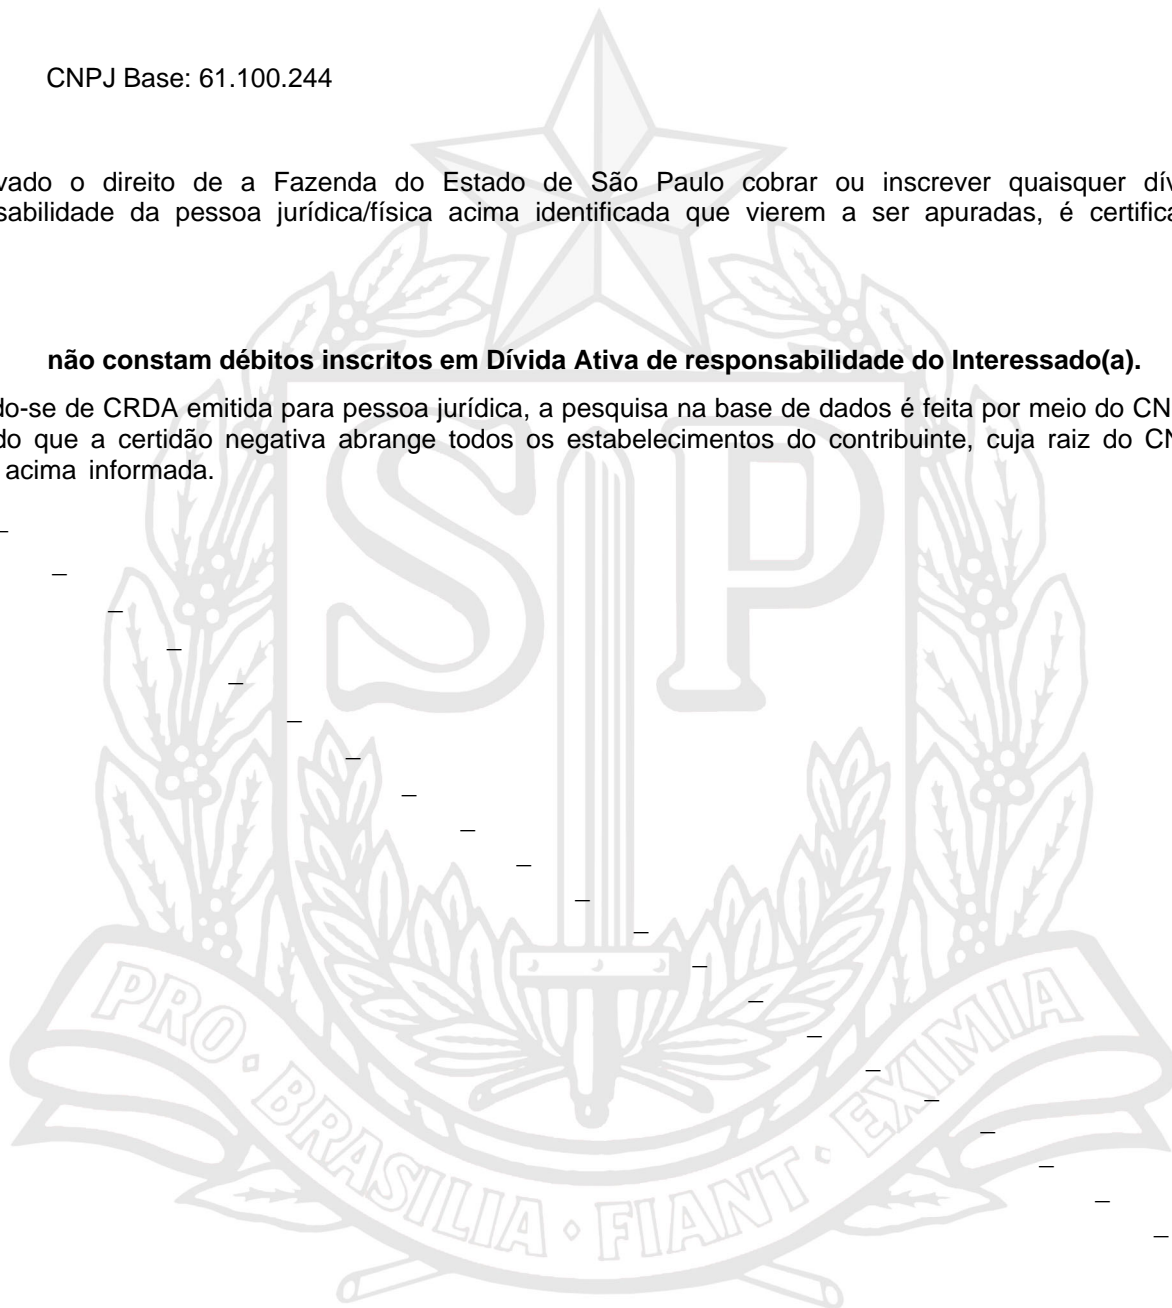 CNPJ Base: 61.100.244
vado o direito de a Fazenda do Estado de São Paulo cobrar ou inscrever quaisquer dív
sabilidade da pessoa jurídica/física acima identificada que vierem a ser apuradas, é certifica
não constam débitos inscritos em Dívida Ativa de responsabilidade do Interessado(a).
do-se de CRDA emitida para pessoa jurídica, a pesquisa na base de dados é feita por meio do CN
do que a certidão negativa abrange todos os estabelecimentos do contribuinte, cuja raiz do CN
acima informada.
SP
PRO • BRASILIA • FIANT • EXIMIA